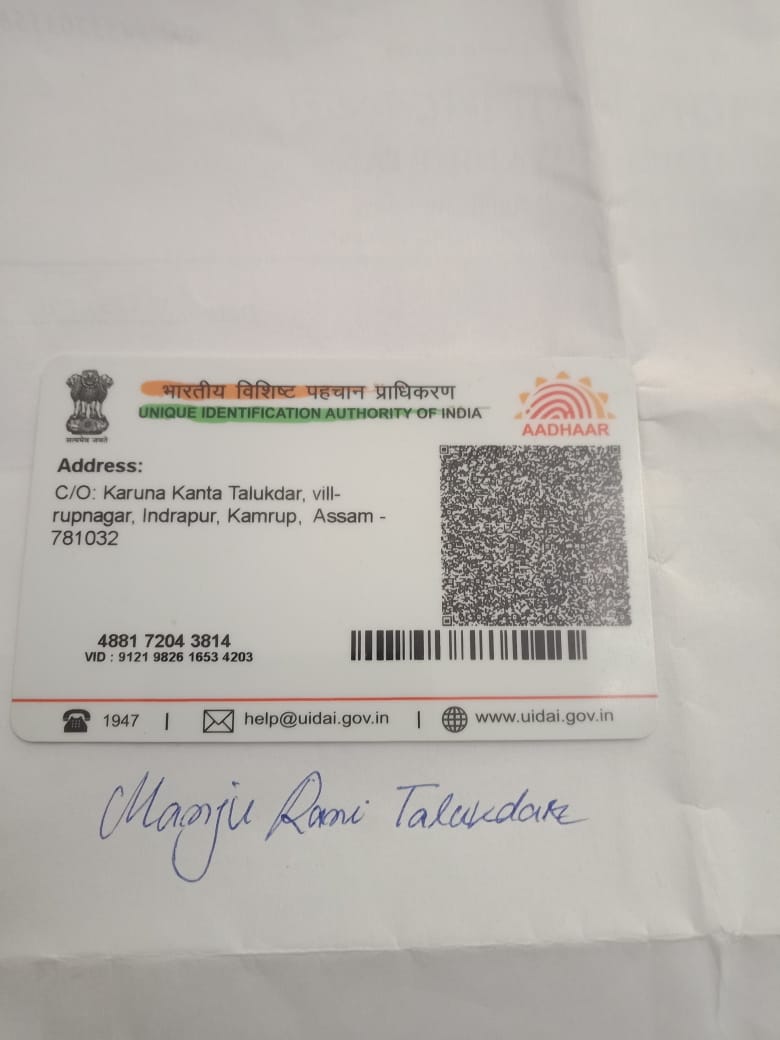 भारतीय विशिष्ट पहचान प्राधिकरण
UNIQUE IDENTIFICATION AUTHORITY OF INDIA
सत्यमेव जयते
AADHAAR
Address:
C/O: Karuna Kanta Talukdar, vill-
rupnagar, Indrapur, Kamrup, Assam -
781032
4881 7204 3814
VID : 9121 9826 1653 4203
1947 | help@uidai.gov.in | www.uidai.gov.in
Manju Rani Talukdar